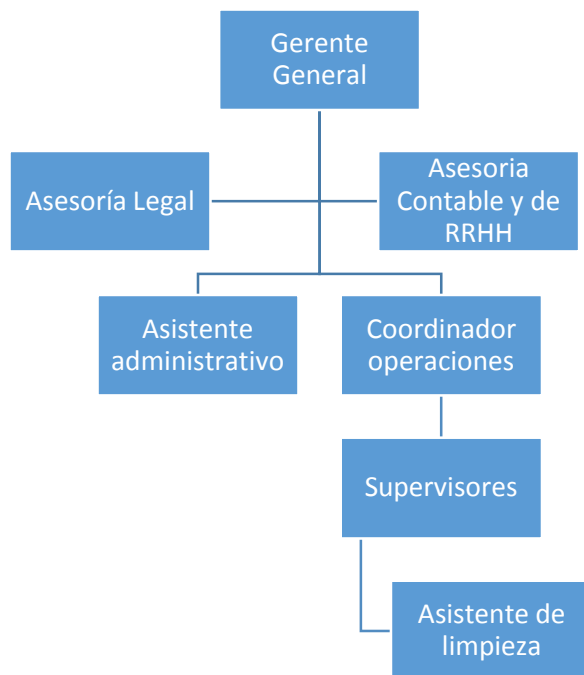 Gerente
General
Asesoría Legal
Asesoria
Contable y de
RRHH
Asistente
administrativo
Coordinador
operaciones
Supervisores
Asistente de
limpieza